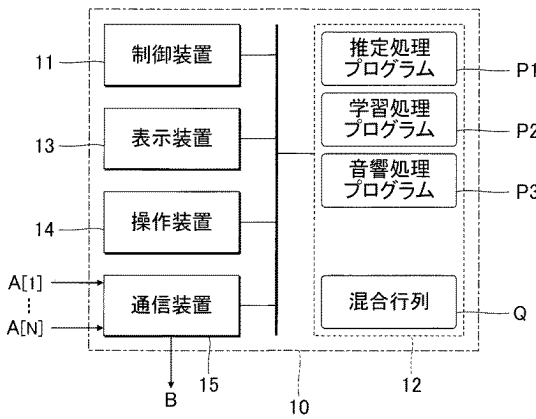 制御装置
11
表示装置
13
操作装置
14
A[1]
A[N]
通信装置
15
B
推定処理
プログラム
P1
学習処理
プログラム
P2
音響処理
プログラム
P3
混合行列
Q
12
10